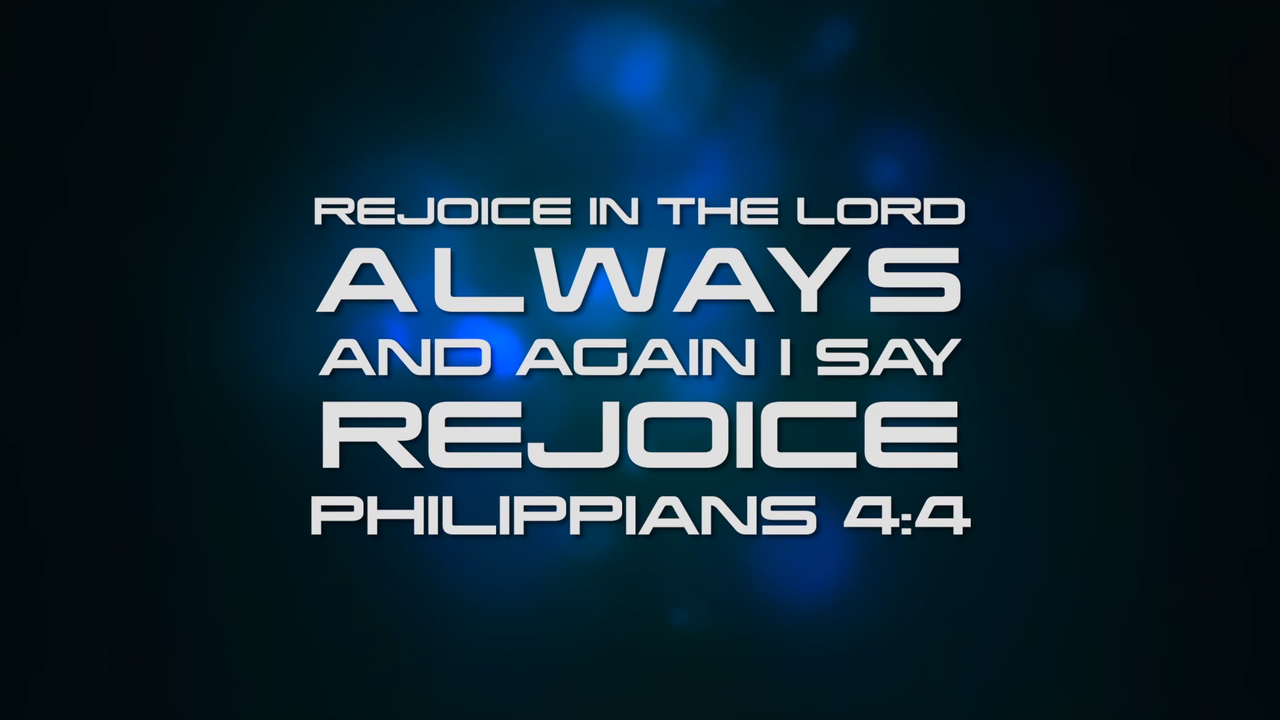 REJOICE IN THE LORD
ALWAYS
AND AGAIN I SAY
REJOICE
PHILIPPIANS 4:4